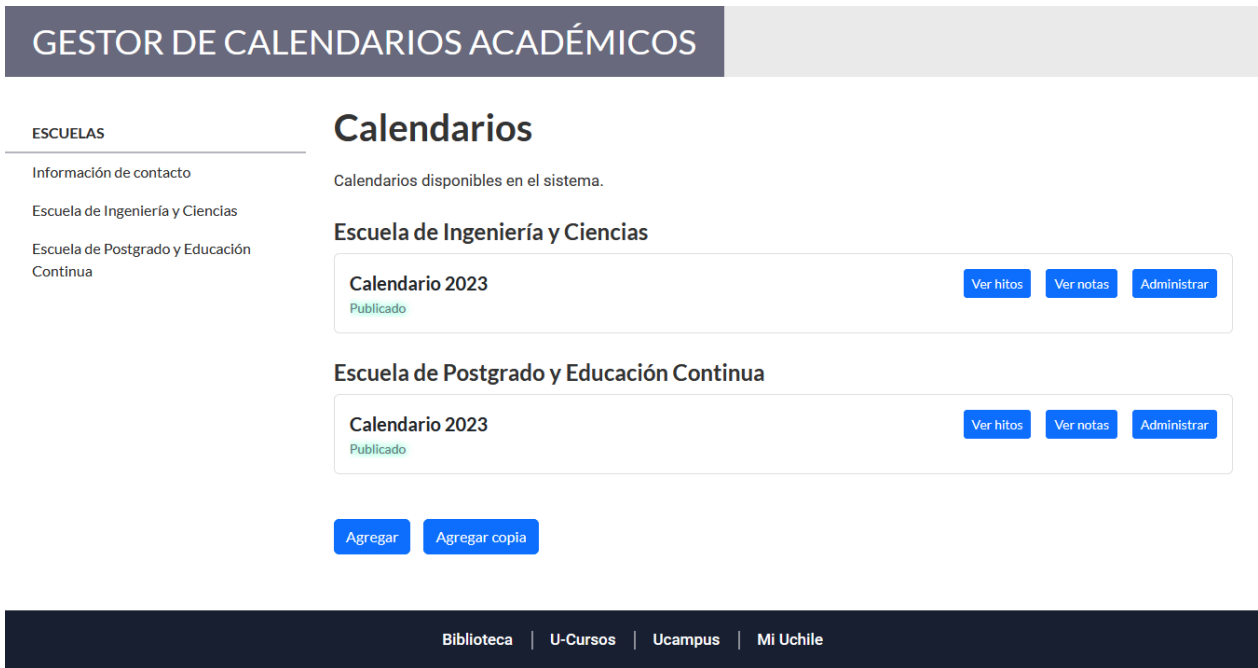 GESTOR DE CALENDARIOS ACADÉMICOS
ESCUELAS
Información de contacto
Escuela de Ingeniería y Ciencias
Escuela de Postgrado y Educación
Continua
Calendarios
Calendarios disponibles en el sistema.
Escuela de Ingeniería y Ciencias
Calendario 2023
Publicado
Ver hitos
Ver notas
Administrar
Escuela de Postgrado y Educación Continua
Calendario 2023
Publicado
Ver hitos
Ver notas
Administrar
Agregar
Agregar copia
Biblioteca | U-Cursos | Ucampus | Mi Uchile